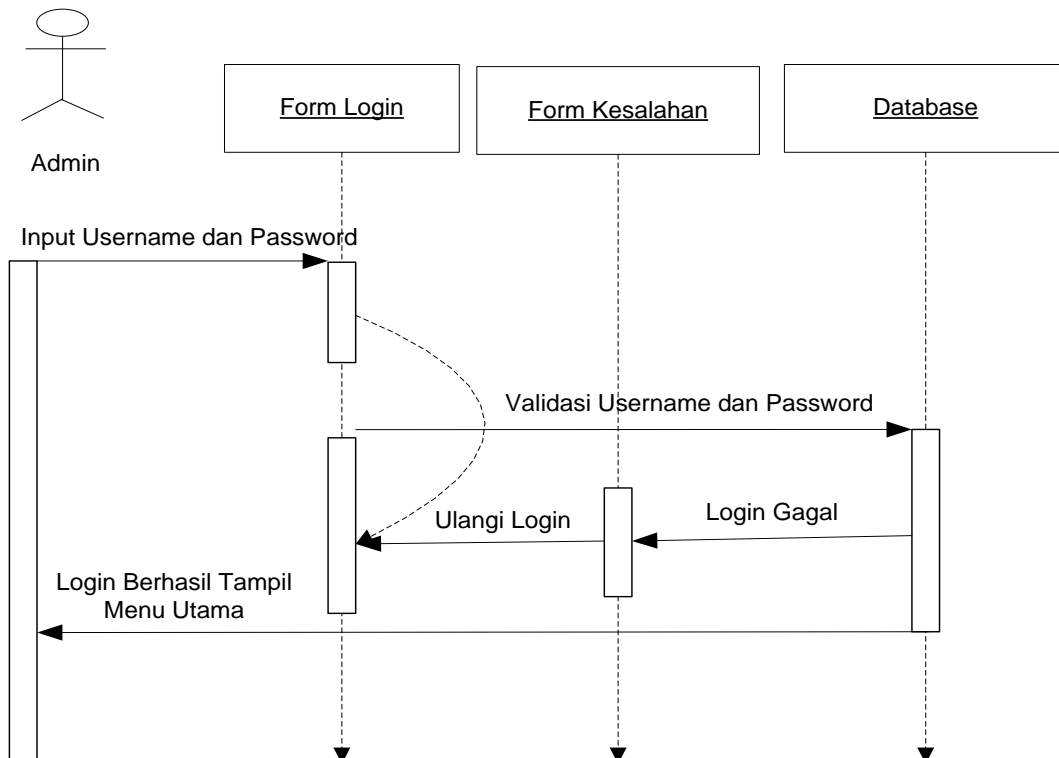 Admin
Form Login
Form Kesalahan
Database
Input Username dan Password
Validasi Username dan Password
Login Gagal
Ulangi Login
Login Berhasil Tampil
Menu Utama